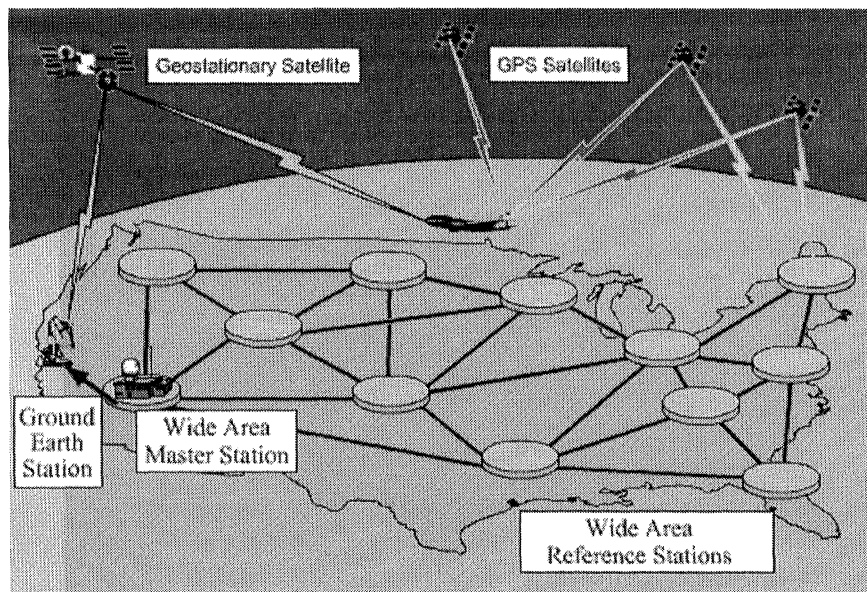 Geostationary Satellite
GPS Satellites
Ground
Earth
Station
Wide Area
Master Station
Wide Area
Reference Stations